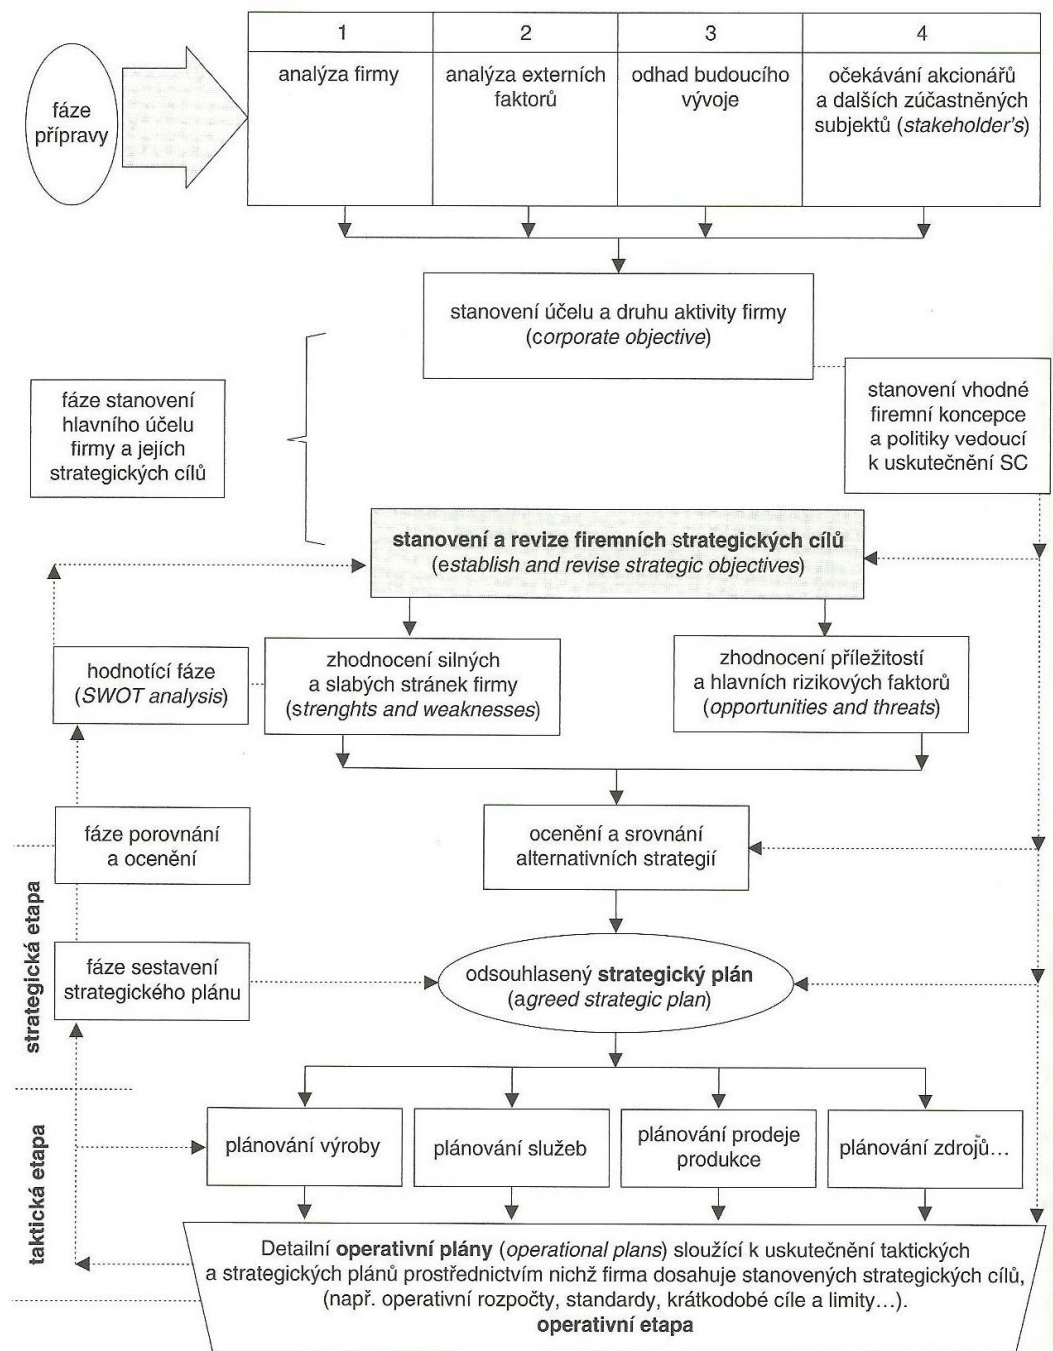 1
2
3
4
fáze
přípravy
analýza firmy
analýza externích
faktorů
odhad budoucího
vývoje
očekávání akcionářů
a dalších zúčastněných
subjektů (stakeholder's)
stanovení účelu a druhu aktivity firmy
(corporate objective)
fáze stanovení
hlavního účelu
firmy a jejích
strategických cílů
stanovení vhodné
firemní koncepce
a politiky vedoucí
k uskutečnění SC
stanovení a revize firemních strategických cílů
(establish and revise strategic objectives)
hodnotící fáze
(SWOT analysis)
zhodnocení silných
a slabých stránek firmy
(strenghts and weaknesses)
zhodnocení příležitostí
a hlavních rizikových faktorů
(opportunities and threats)
fáze porovnání
a ocenění
ocenění a srovnání
alternativních strategií
strategická etapa
fáze sestavení
strategického plánu
odsouhlasený strategický plán
(agreed strategic plan)
taktická etapa
plánování výroby
plánování služeb
plánování prodeje
produkce
plánování zdrojů...
Detailní operativní plány (operational plans) sloužící k uskutečnění taktických
a strategických plánů prostřednictvím nichž firma dosahuje stanovených strategických cílů,
(např. operativní rozpočty, standardy, krátkodobé cíle a limity...).
operativní etapa